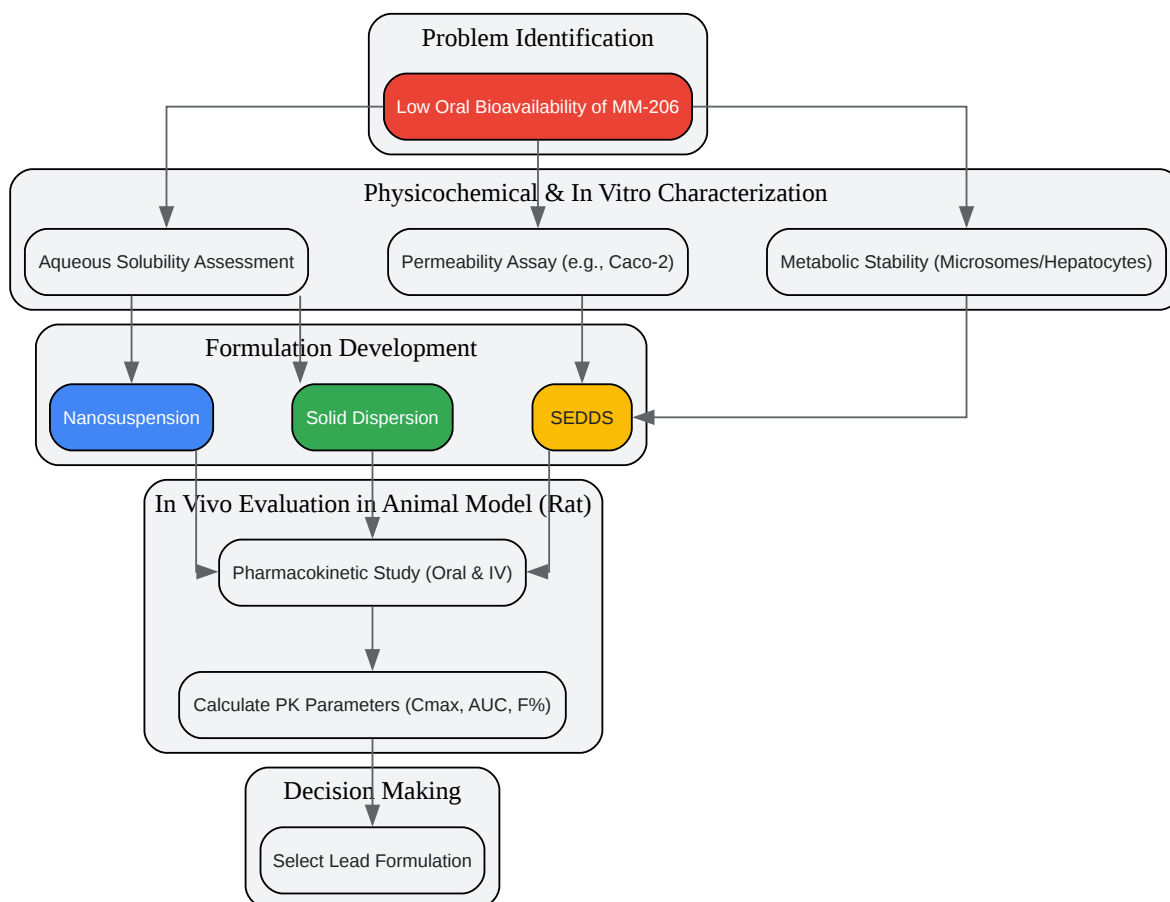 Problem Identification
Low Oral Bioavailability of MM-206
Physicochemical & In Vitro Characterization
Aqueous Solubility Assessment
Permeability Assay (e.g., Caco-2)
Metabolic Stability (Microsomes/Hepatocytes)
Formulation Development
Nanosuspension
Solid Dispersion
SEDDS
In Vivo Evaluation in Animal Model (Rat)
Pharmacokinetic Study (Oral & IV)
Calculate PK Parameters (Cmax, AUC, F%)
Decision Making
Select Lead Formulation